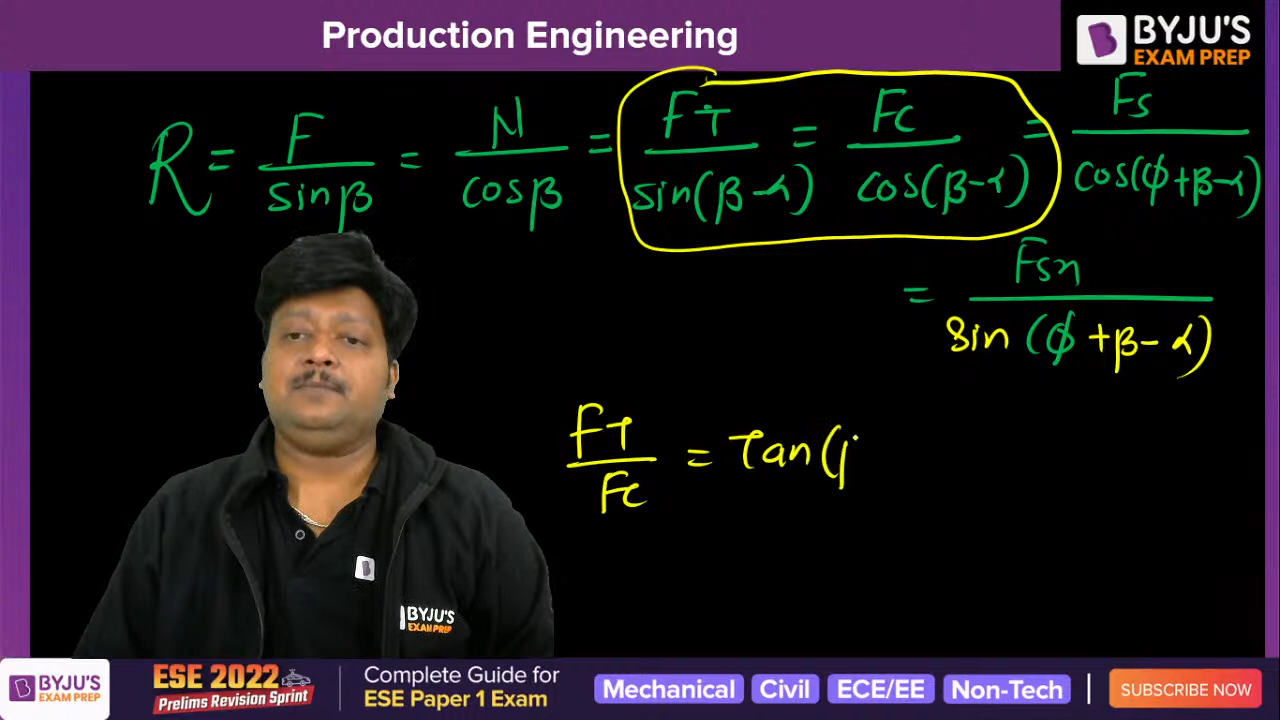 Production Engineering
BYJU'S
EXAM PREP
R = F/sinβ = N/cosβ = FT/sin(β-α) = Fc/cos(β-α) = Fs/cos(ϕ+β-α)
= Fsn/sin(ϕ+β-α)
FT/Fc = Tan(
BYJU'S
EXAM PREP
BYJU'S
EXAM PREP
ESE 2022
Prelims Revision Sprint
Complete Guide for
ESE Paper 1 Exam
Mechanical Civil ECE/EE Non-Tech
SUBSCRIBE NOW